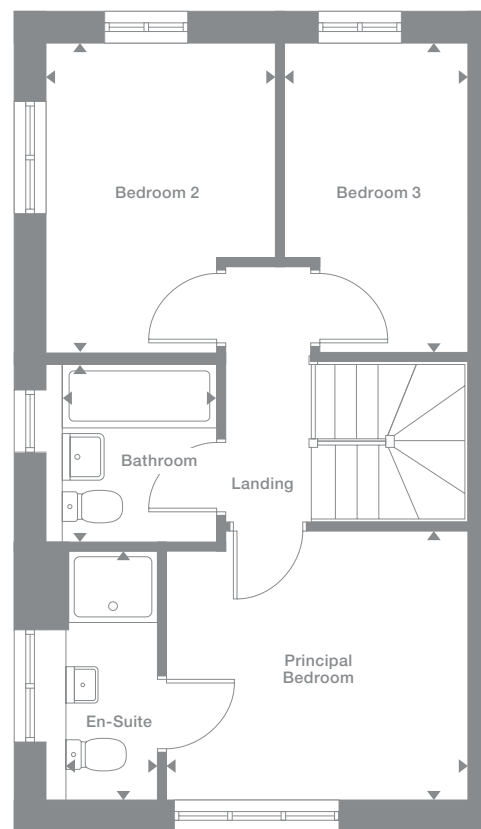 Bedroom 2
Bedroom 3
Bathroom
Landing
Principal
Bedroom
En-Suite